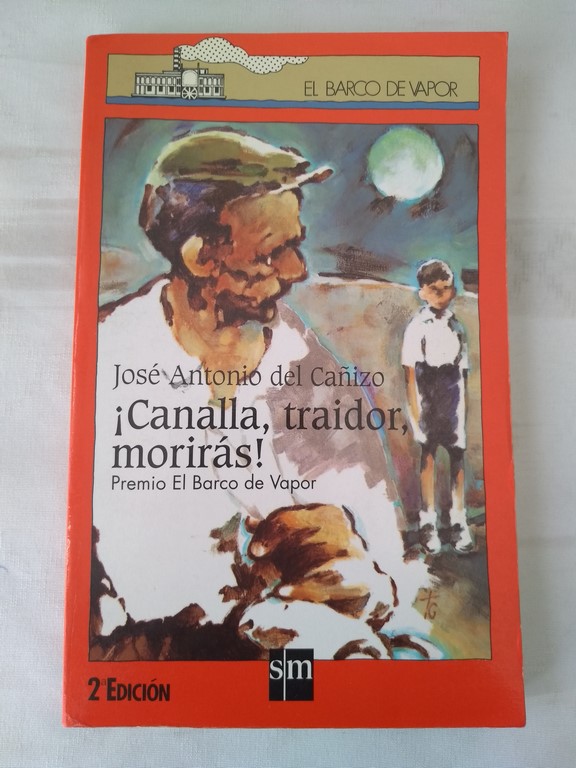 EL BARCO DE VAPOR
José Antonio del Cañizo
¡Canalla, traidor,
morirás!
Premio El Barco de Vapor
2ª EDICIÓN
sm